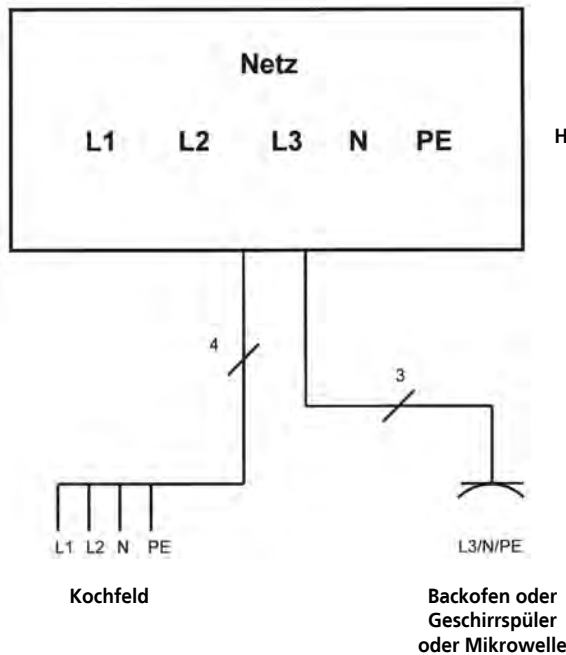 Netz
L1 L2 L3 N PE
H
4
3
L1 L2 N PE
L3/N/PE
Kochfeld
Backofen oder
Geschirrspüler
oder Mikrowelle